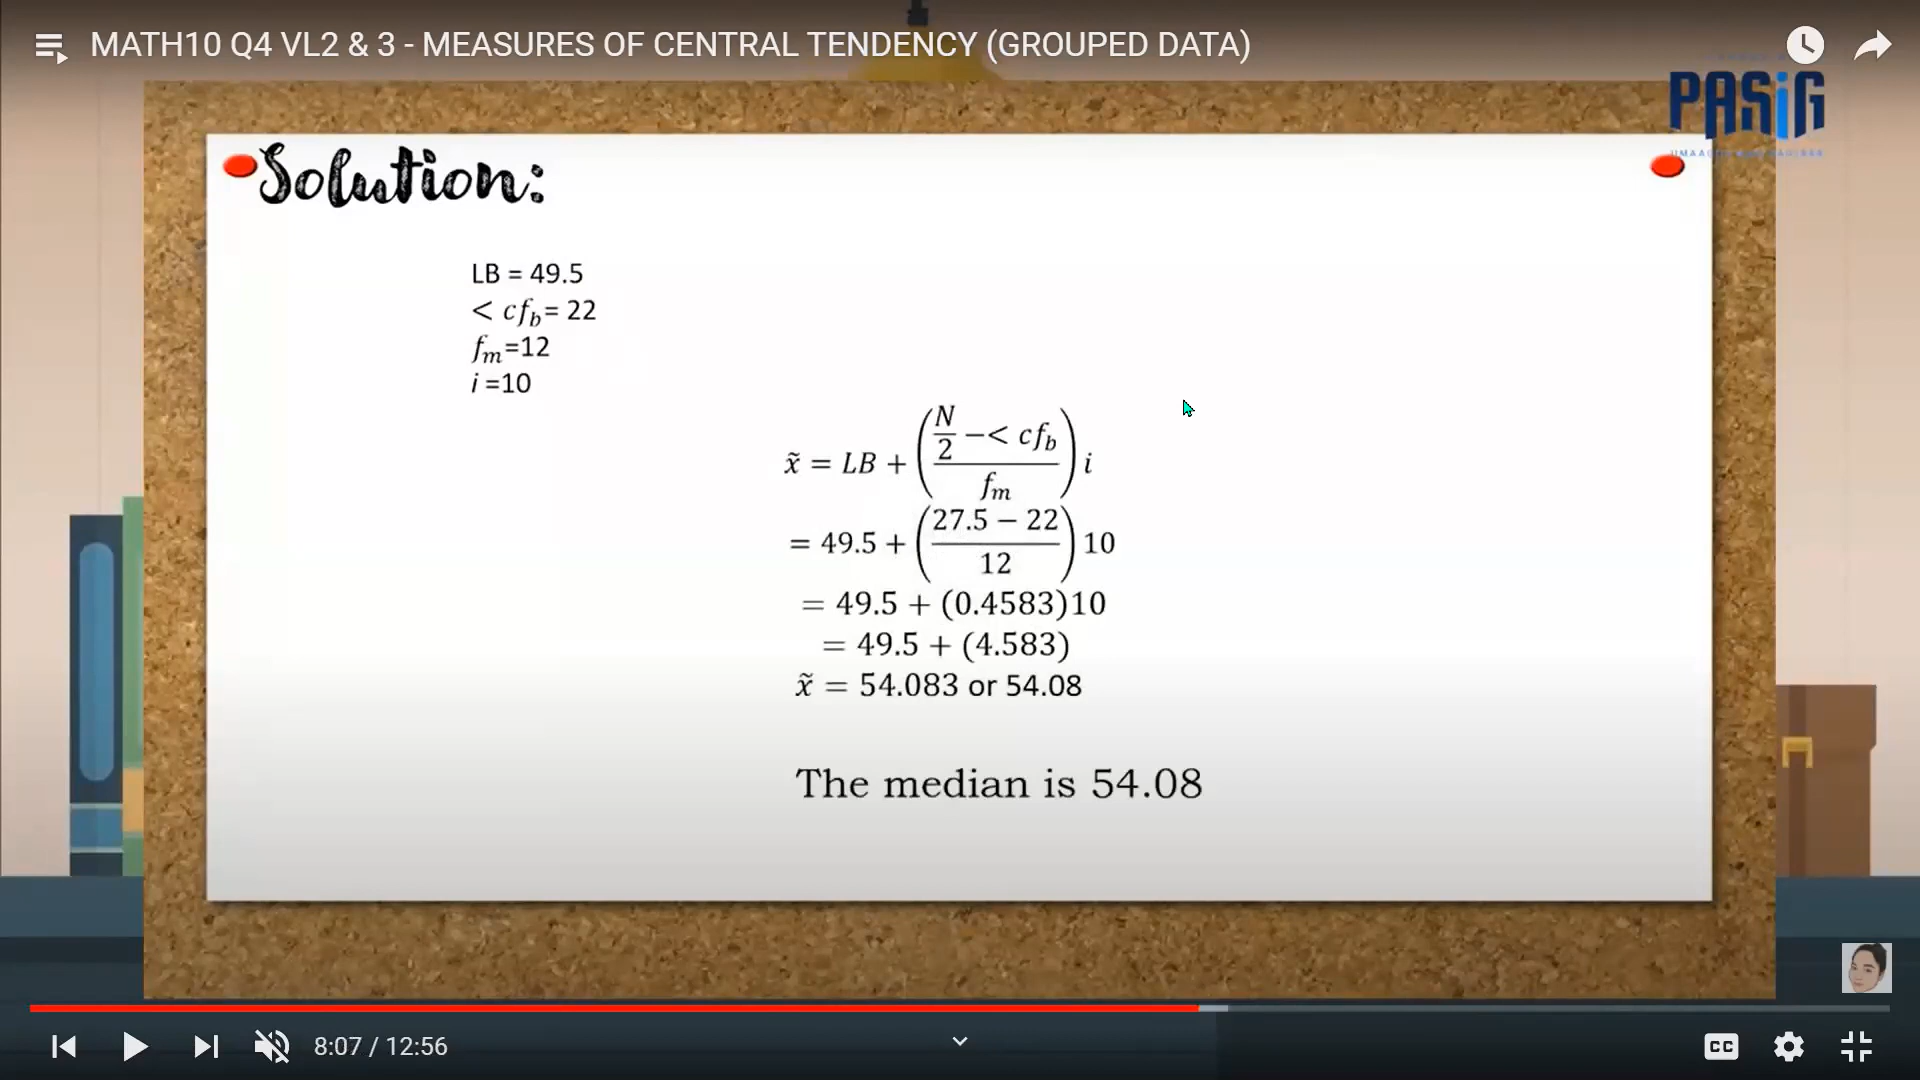 MATH10 Q4 VL2 & 3 - MEASURES OF CENTRAL TENDENCY (GROUPED DATA)
PASiG
Solution:
LB = 49.5
< cf_b= 22
f_m=12
i =10
x̃ = LB + ((N/2 −< cf_b)/f_m) i
= 49.5 + ((27.5 − 22)/12) 10
= 49.5 + (0.4583)10
= 49.5 + (4.583)
x̃ = 54.083 or 54.08
The median is 54.08
8:07 / 12:56
CC